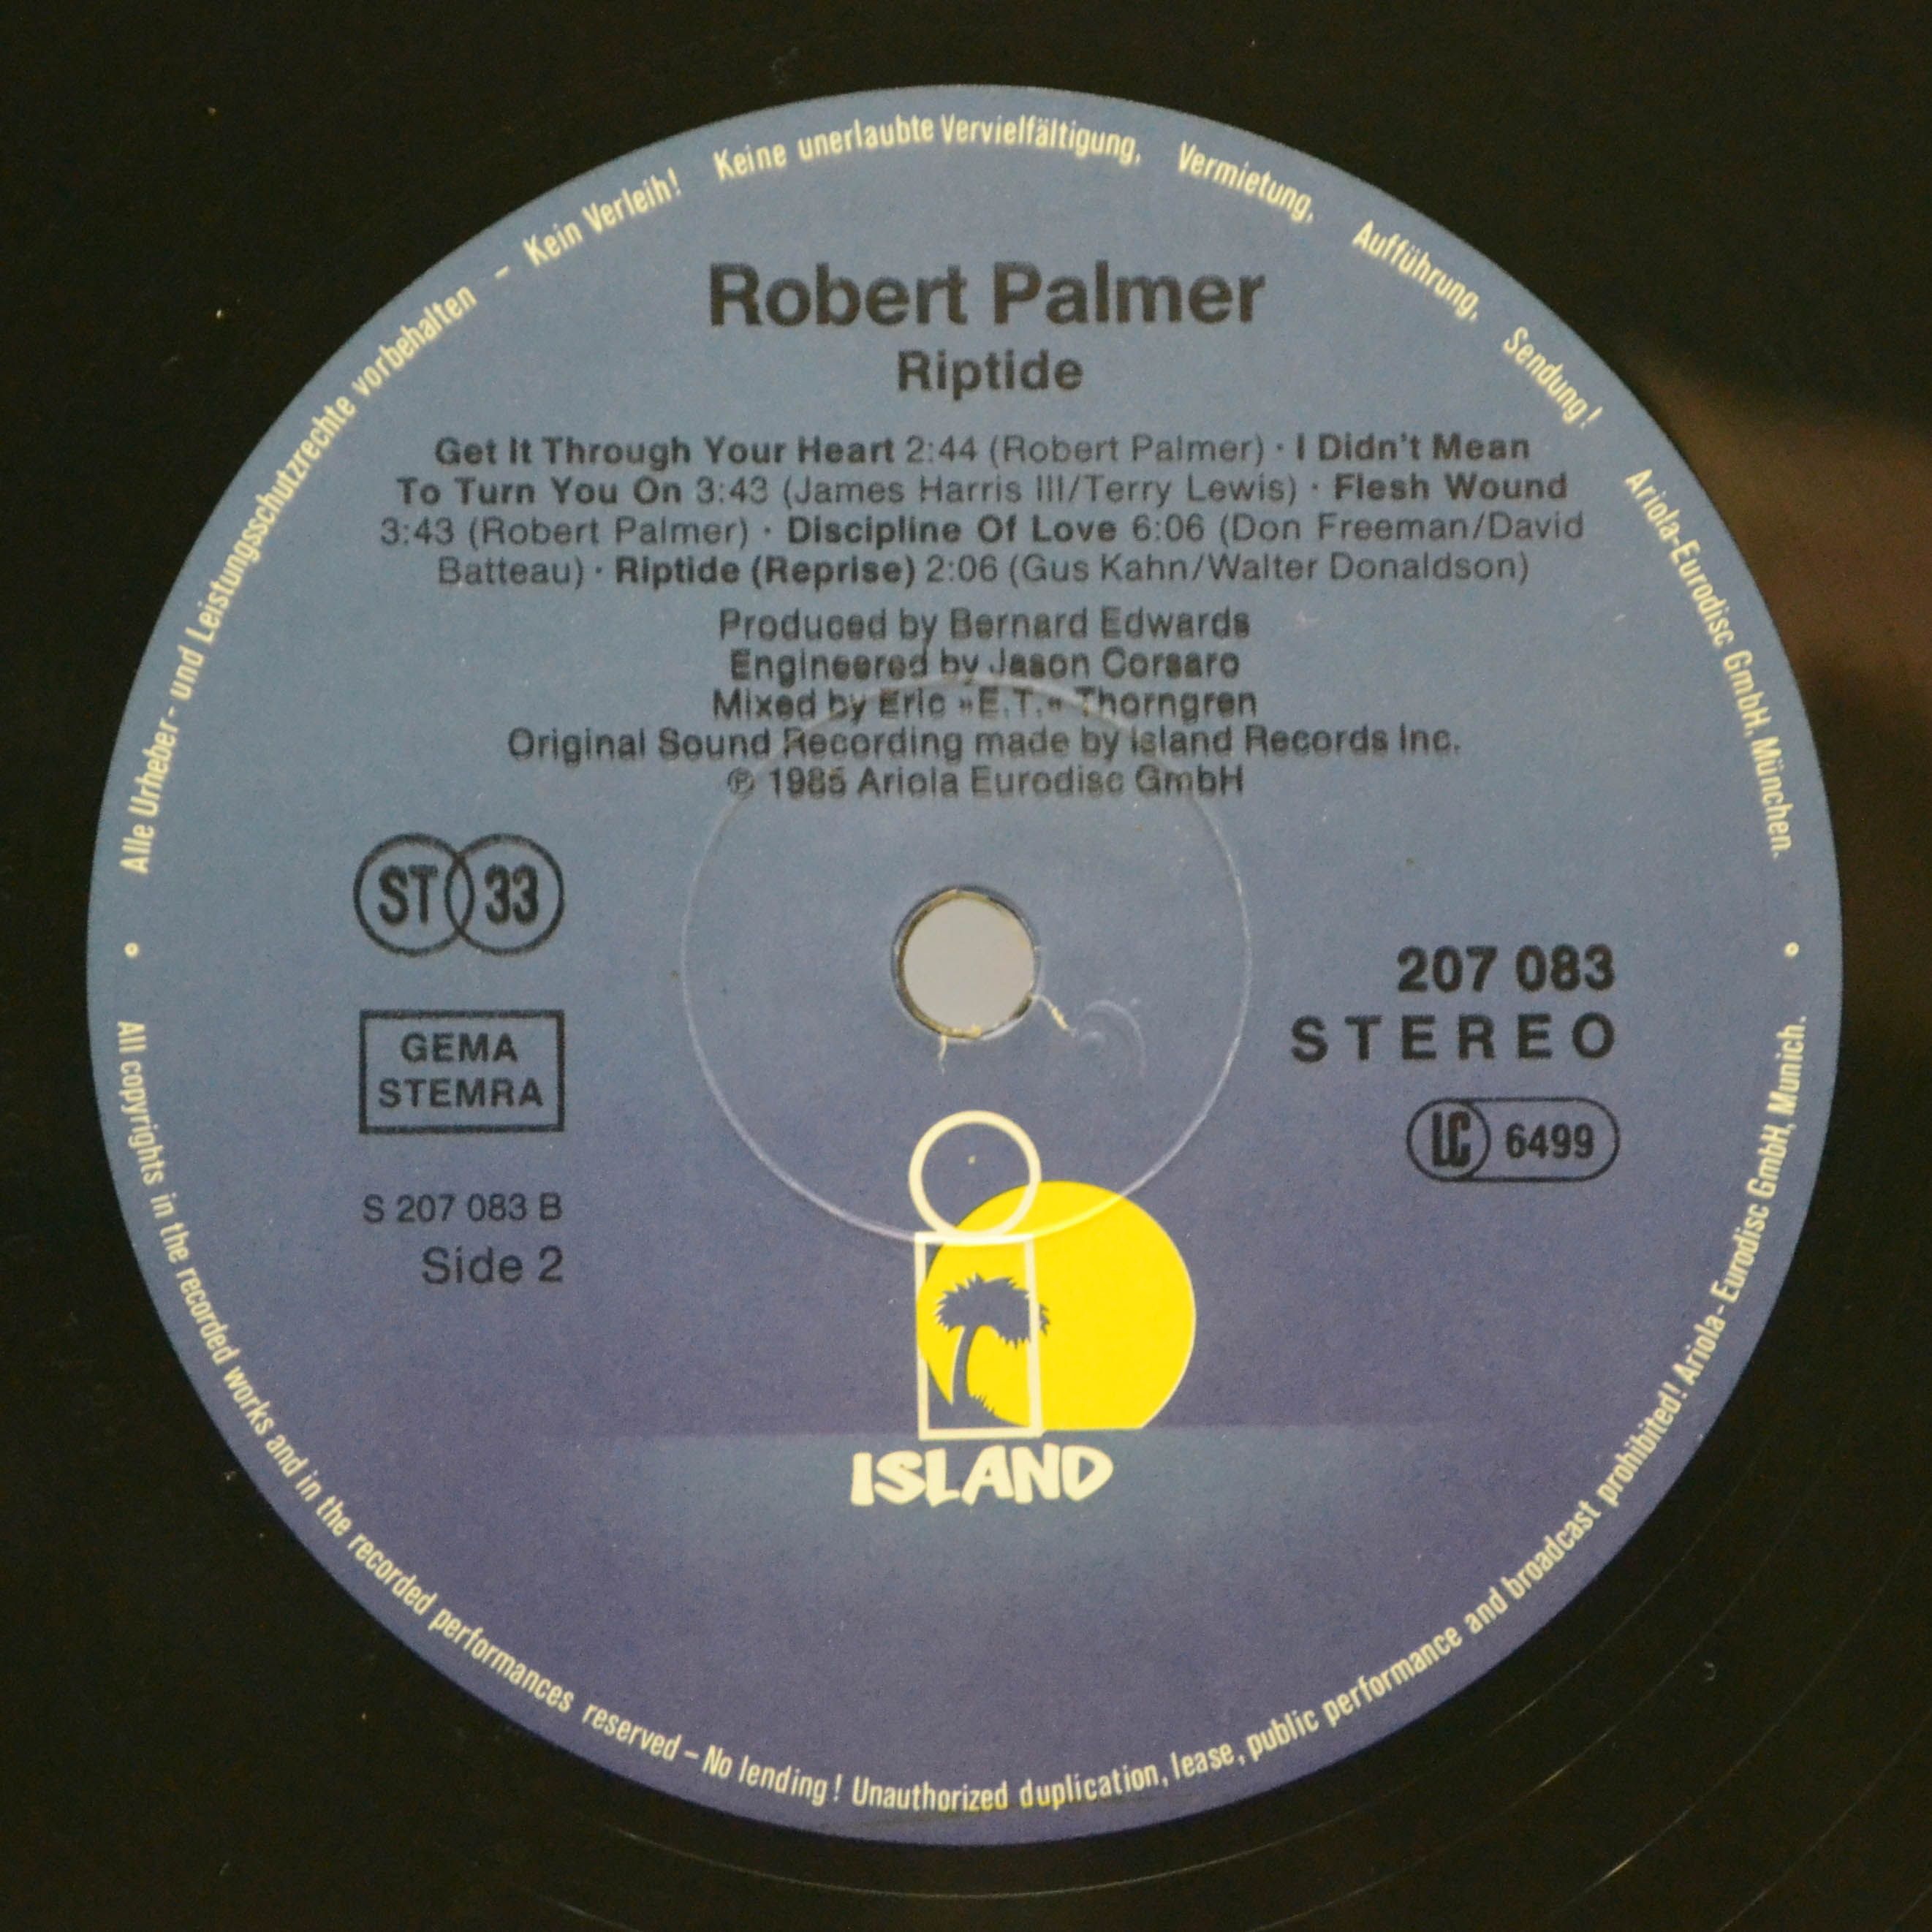 Alle Urheber- und Leistungsschutzrechte vorbehalten – Kein Verleih! Keine unerlaubte Vervielfältigung, Vermietung, Aufführung, Sendung! Ariola-Eurodisc GmbH, München.
Robert Palmer
Riptide
Get It Through Your Heart 2:44 (Robert Palmer) · I Didn't Mean
To Turn You On 3:43 (James Harris III/Terry Lewis) · Flesh Wound
3:43 (Robert Palmer) · Discipline Of Love 6:06 (Don Freeman/David
Batteau) · Riptide (Reprise) 2:06 (Gus Kahn/Walter Donaldson)
Produced by Bernard Edwards
Engineered by Jason Corsaro
Mixed by Eric »E.T.« Thorngren
Original Sound Recording made by Island Records Inc.
℗ 1985 Ariola Eurodisc GmbH
ST 33
GEMA
STEMRA
S 207 083 B
Side 2
207 083
STEREO
LC 6499
ISLAND
All copyrights in the recorded works and in the recorded performances reserved – No lending! Unauthorized duplication, lease, public performance and broadcast prohibited! Ariola-Eurodisc GmbH, Munich.